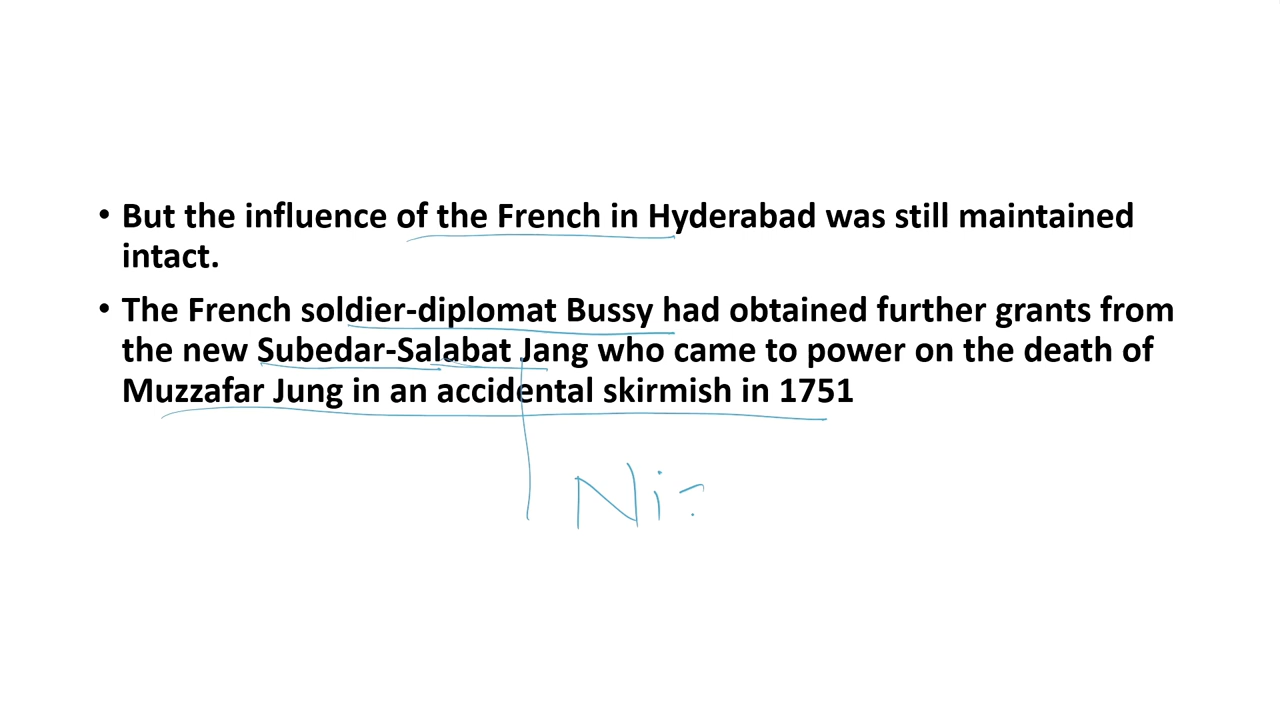 • But the influence of the French in Hyderabad was still maintained
intact.
• The French soldier-diplomat Bussy had obtained further grants from
the new Subedar-Salabat Jang who came to power on the death of
Muzzafar Jung in an accidental skirmish in 1751
Ni